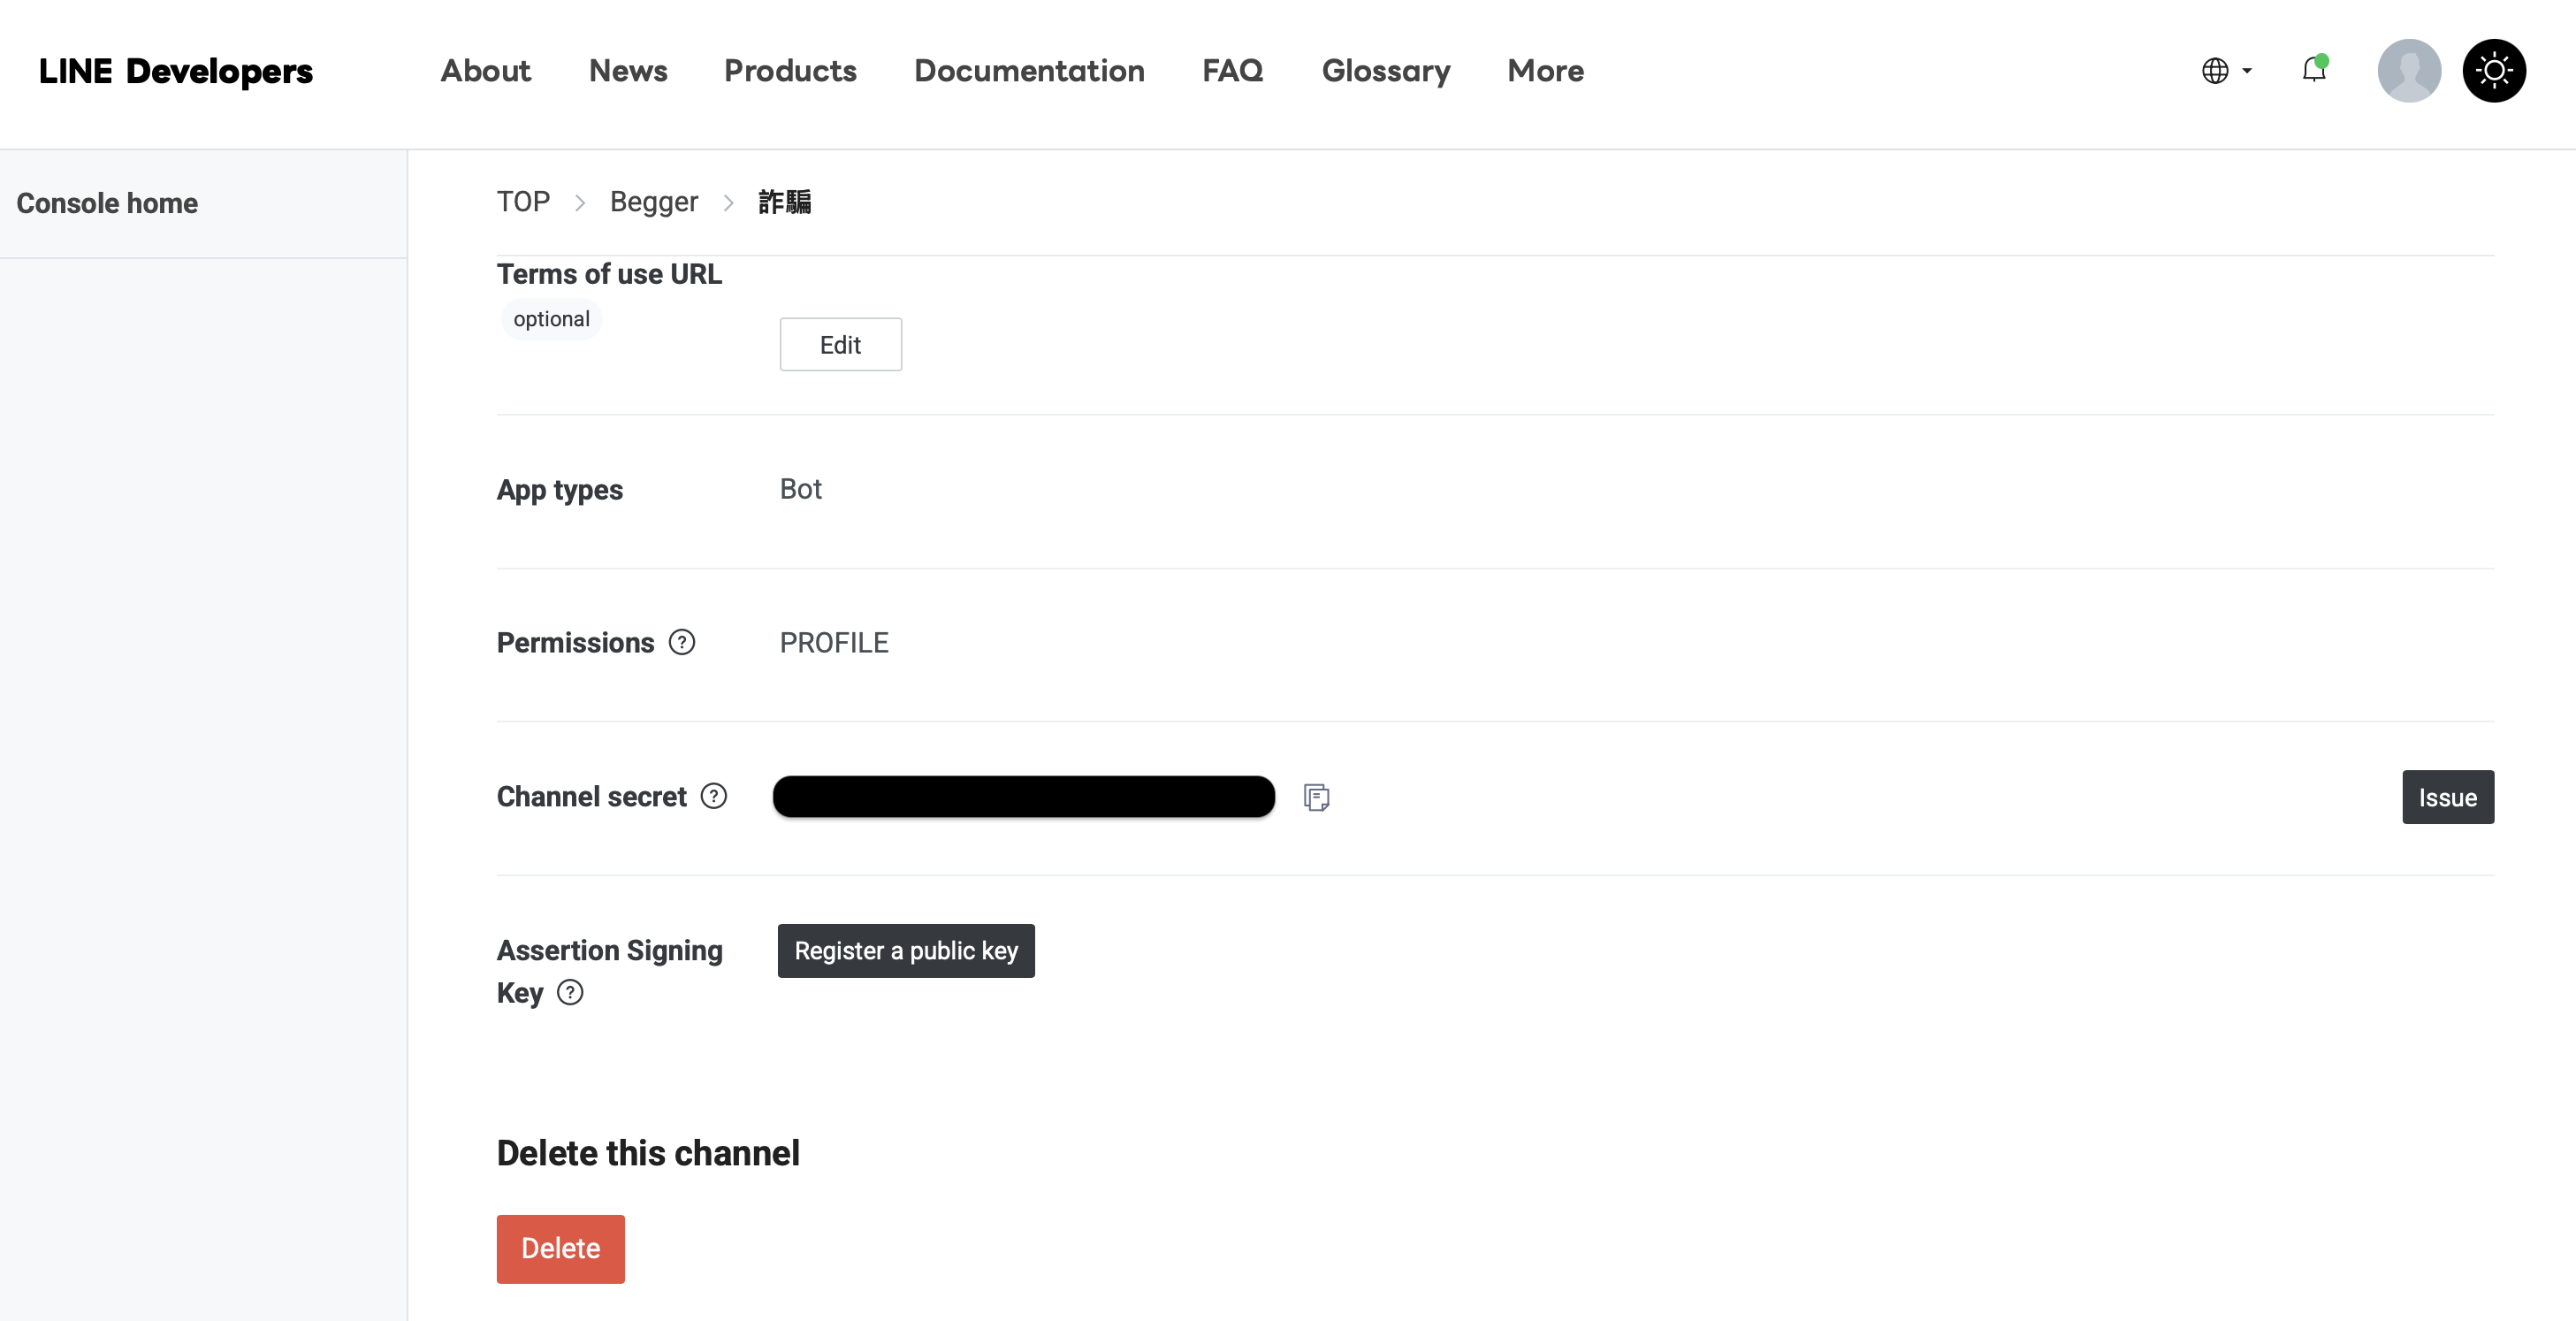 LINE Developers About News Products Documentation FAQ Glossary More
Console home
TOP > Begger > 詐騙
Terms of use URL
optional
Edit
App types Bot
Permissions ? PROFILE
Channel secret ? Issue
Assertion Signing Register a public key
Key ?
Delete this channel
Delete